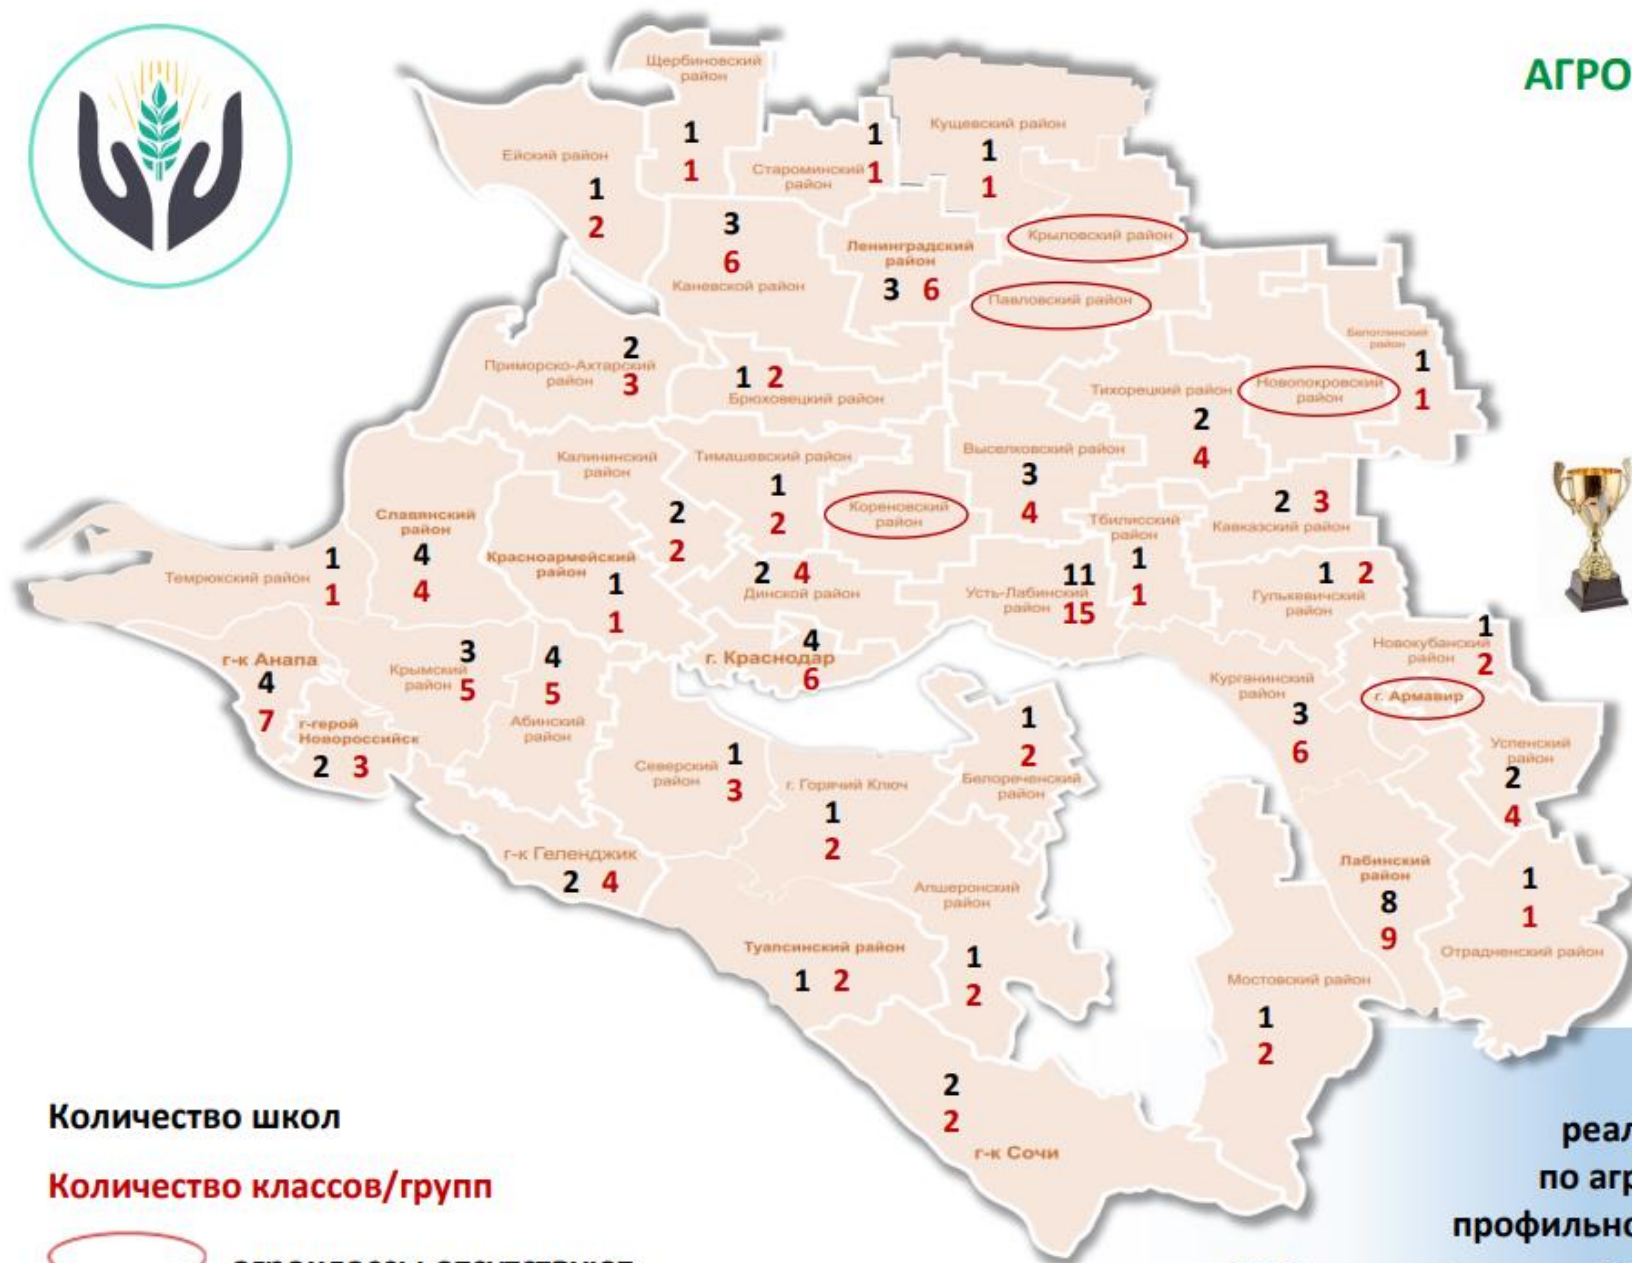 АГРО
Щербиновский
район
1
1
Ейский район
1
2
Староминский
район
1
1
Кущевский район
1
1
3
6
Каневской район
Ленинградский
район
3 6
Крыловский район
Павловский район
Белоглинский
район
1
1
Приморско-Ахтарский
район
2
3
1 2
Брюховецкий район
Тихорецкий район
2
4
Новопокровский
район
Калининский
район
2
2
Тимашевский район
1
2
Кореновский
район
Выселковский район
3
4
Тбилисский
район
1
1
2 3
Кавказский район
Славянский
район
4
4
Красноармейский
район
1
1
Темрюкский район
1
1
2 4
Динской район
Усть-Лабинский
район
11
15
1 2
Гулькевичский
район
Новокубанский
район
1
2
г. Армавир
г-к Анапа
4
7
Крымский
район
3
5
4
5
Абинский
район
г. Краснодар
4
6
Курганинский
район
3
6
г-герой
Новороссийск
2 3
Северский
район
1
3
г. Горячий Ключ
1
2
1
2
Белореченский
район
Успенский
район
2
4
г-к Геленджик
2 4
Апшеронский
район
1
2
Лабинский
район
8
9
1
1
Отрадненский район
Туапсинский район
1 2
Мостовский район
1
2
2
2
г-к Сочи
Количество школ
Количество классов/групп
агроклассы отсутствуют
реал
по агр
профильно